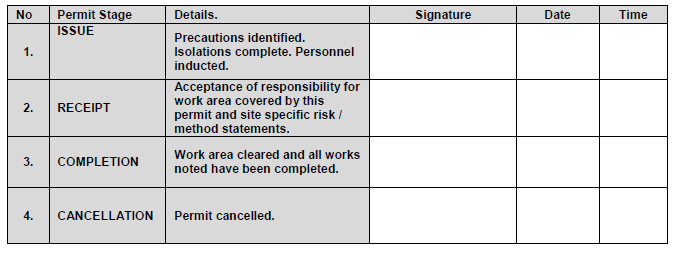 No Permit Stage Details. Signature Date Time
ISSUE
Precautions identified.
1. Isolations complete. Personnel
inducted.
Acceptance of responsibility for
work area covered by this
2. RECEIPT permit and site specific risk /
method statements.
3. COMPLETION Work area cleared and all works
noted have been completed.
4. CANCELLATION Permit cancelled.